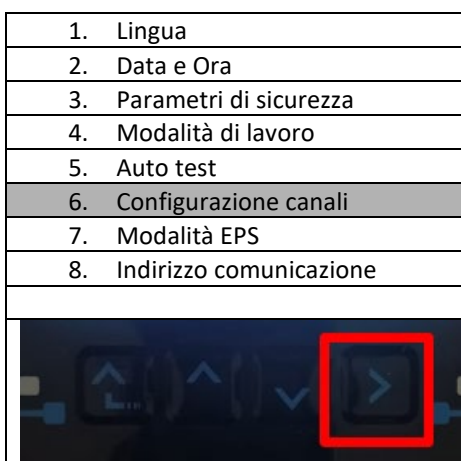 1. Lingua
2. Data e Ora
3. Parametri di sicurezza
4. Modalità di lavoro
5. Auto test
6. Configurazione canali
7. Modalità EPS
8. Indirizzo comunicazione